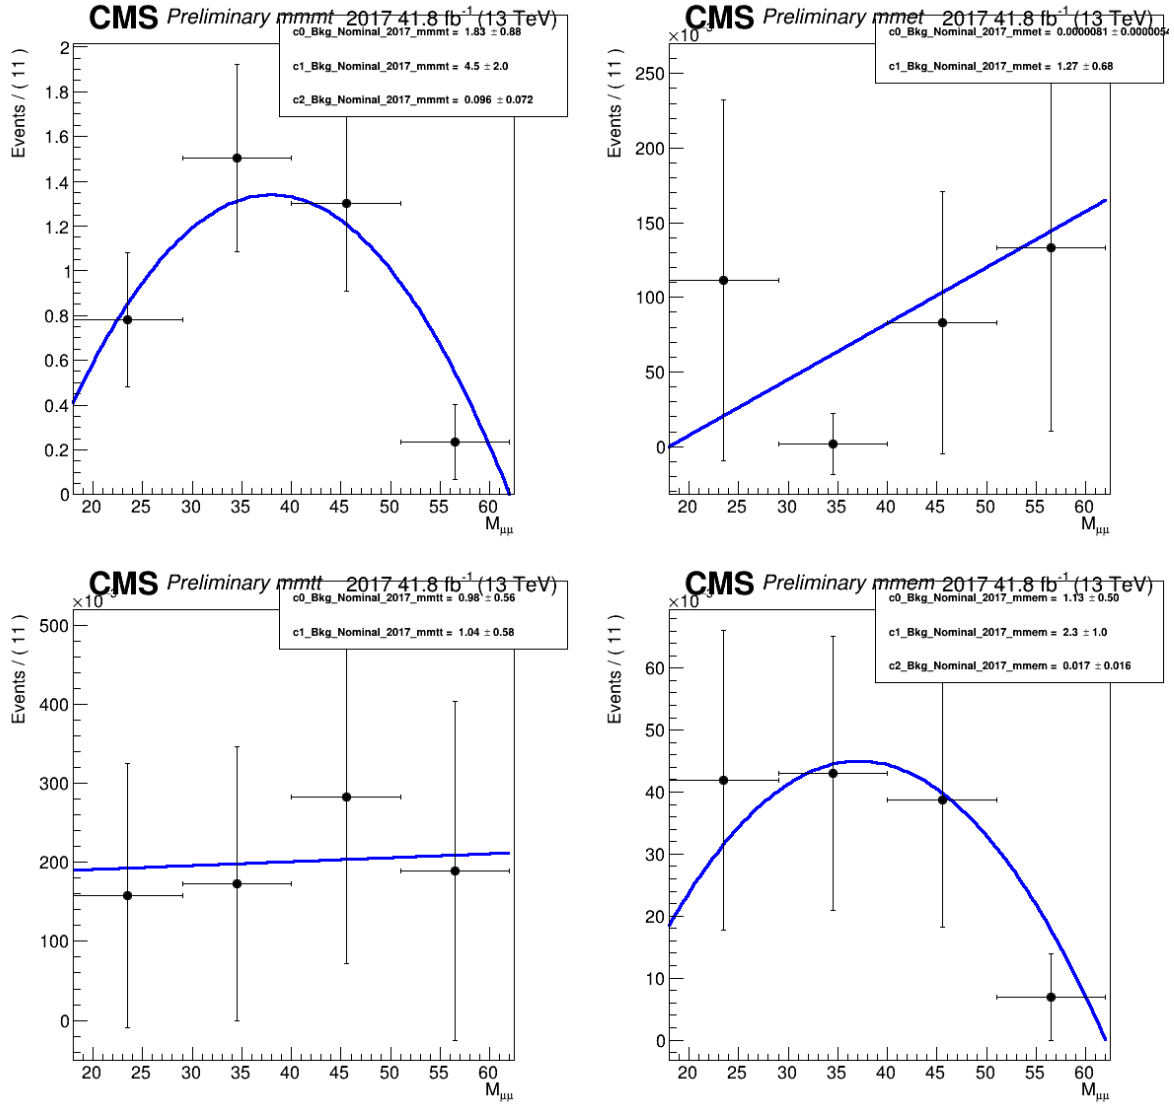 CMS Preliminary mmmt 2017 41.8 fb⁻¹ (13 TeV)
c0_Bkg_Nominal_2017_mmmt = 1.83 ± 0.88
c1_Bkg_Nominal_2017_mmmt = 4.5 ± 2.0
c2_Bkg_Nominal_2017_mmmt = 0.096 ± 0.072
Events / ( 11 )
2
1.8
1.6
1.4
1.2
1
0.8
0.6
0.4
0.2
0
20 25 30 35 40 45 50 55 60
Mμμ
CMS Preliminary mmet 2017 41.8 fb⁻¹ (13 TeV)
×10⁻³
c0_Bkg_Nominal_2017_mmet = 0.0000081 ± 0.0000054
c1_Bkg_Nominal_2017_mmet = 1.27 ± 0.68
Events / ( 11 )
250
200
150
100
50
0
20 25 30 35 40 45 50 55 60
Mμμ
CMS Preliminary mmtt 2017 41.8 fb⁻¹ (13 TeV)
×10⁻³
c0_Bkg_Nominal_2017_mmtt = 0.98 ± 0.56
c1_Bkg_Nominal_2017_mmtt = 1.04 ± 0.58
Events / ( 11 )
500
400
300
200
100
0
20 25 30 35 40 45 50 55 60
Mμμ
CMS Preliminary mmem 2017 41.8 fb⁻¹ (13 TeV)
×10⁻³
c0_Bkg_Nominal_2017_mmem = 1.13 ± 0.50
c1_Bkg_Nominal_2017_mmem = 2.3 ± 1.0
c2_Bkg_Nominal_2017_mmem = 0.017 ± 0.016
Events / ( 11 )
60
50
40
30
20
10
0
20 25 30 35 40 45 50 55 60
Mμμ